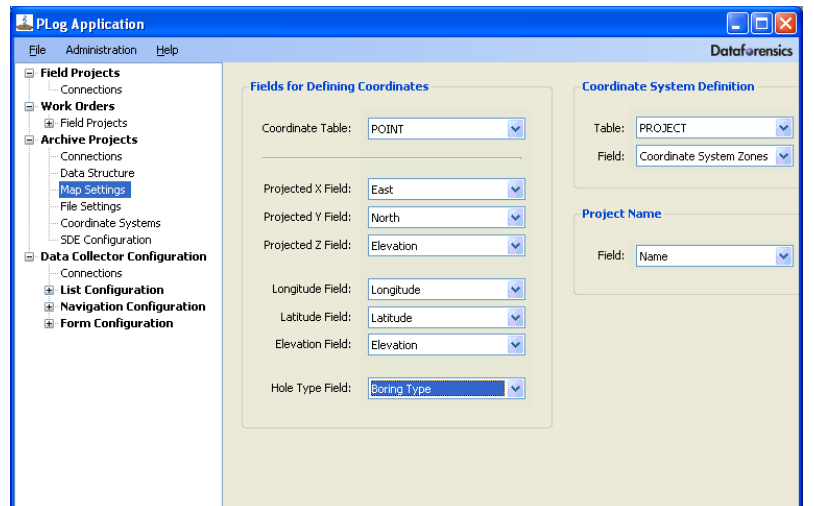 PLog Application
File Administration Help
Dataforensics
Field Projects
Connections
Work Orders
Field Projects
Archive Projects
Connections
Data Structure
Map Settings
File Settings
Coordinate Systems
SDE Configuration
Data Collector Configuration
Connections
List Configuration
Navigation Configuration
Form Configuration
Fields for Defining Coordinates
Coordinate Table: POINT
Projected X Field: East
Projected Y Field: North
Projected Z Field: Elevation
Longitude Field: Longitude
Latitude Field: Latitude
Elevation Field: Elevation
Hole Type Field: Boring Type
Coordinate System Definition
Table: PROJECT
Field: Coordinate System Zones
Project Name
Field: Name